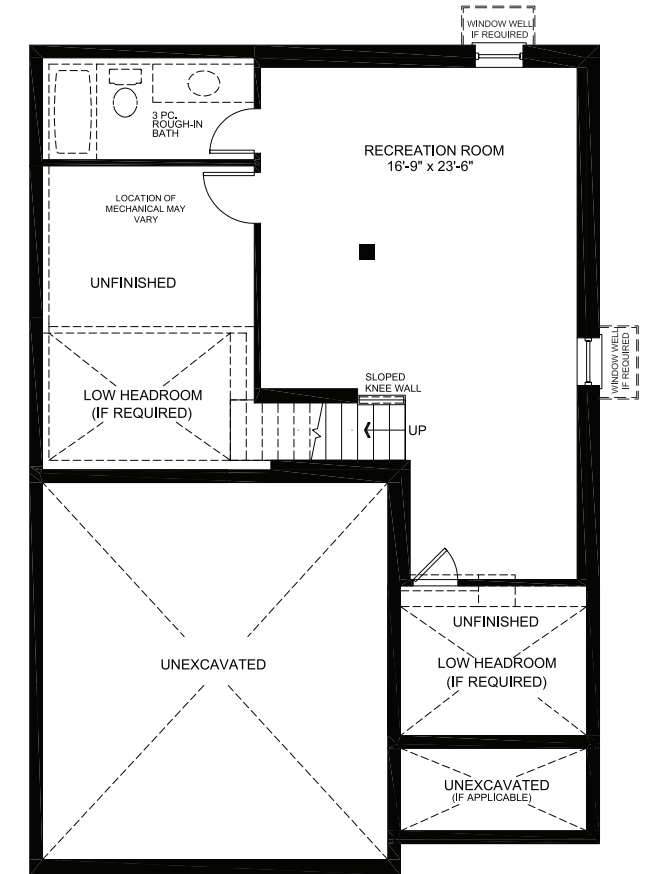 WINDOW WELL
IF REQUIRED
3 PC.
ROUGH-IN
BATH
RECREATION ROOM
16'-9" x 23'-6"
LOCATION OF
MECHANICAL MAY
VARY
UNFINISHED
WINDOW WELL
IF REQUIRED
SLOPED
KNEE WALL
LOW HEADROOM
(IF REQUIRED)
UP
UNFINISHED
UNEXCAVATED
LOW HEADROOM
(IF REQUIRED)
UNEXCAVATED
(IF APPLICABLE)